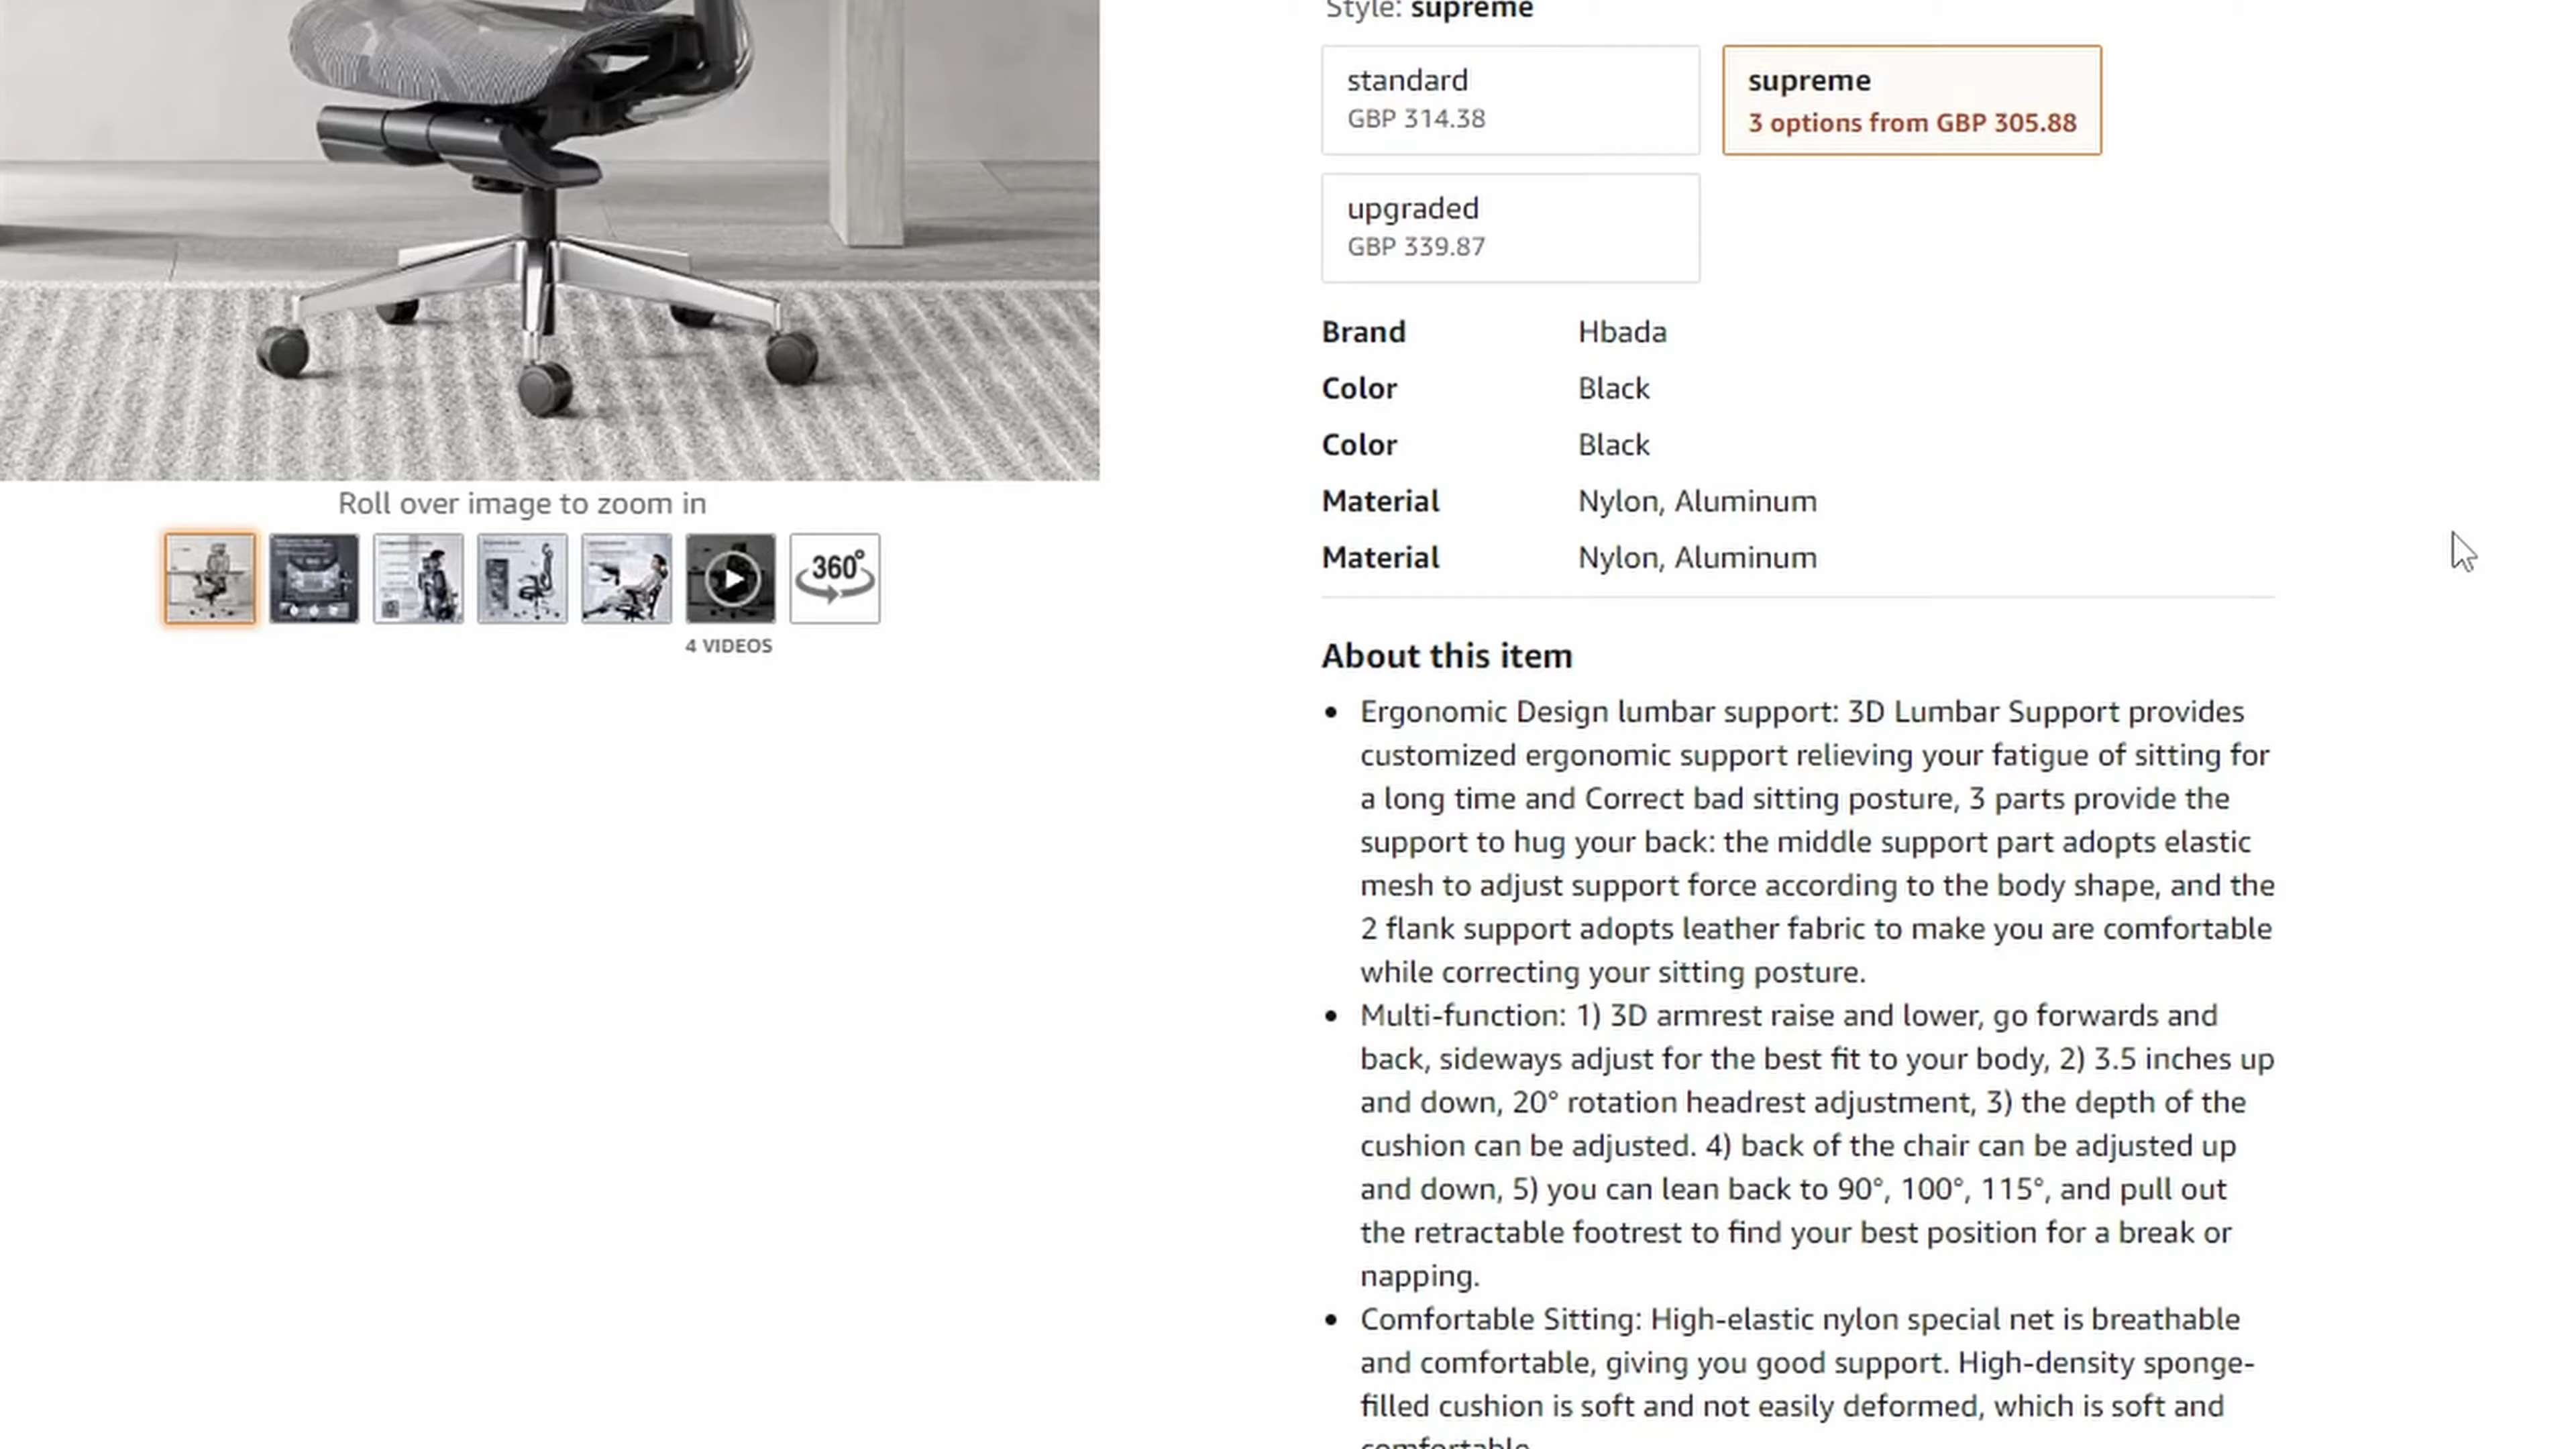 Style: supreme
standard
GBP 314.38
supreme
3 options from GBP 305.88
upgraded
GBP 339.87
Brand Hbada
Color Black
Color Black
Material Nylon, Aluminum
Material Nylon, Aluminum
Roll over image to zoom in
360°
4 VIDEOS
About this item
• Ergonomic Design lumbar support: 3D Lumbar Support provides
customized ergonomic support relieving your fatigue of sitting for
a long time and Correct bad sitting posture, 3 parts provide the
support to hug your back: the middle support part adopts elastic
mesh to adjust support force according to the body shape, and the
2 flank support adopts leather fabric to make you are comfortable
while correcting your sitting posture.
• Multi-function: 1) 3D armrest raise and lower, go forwards and
back, sideways adjust for the best fit to your body, 2) 3.5 inches up
and down, 20° rotation headrest adjustment, 3) the depth of the
cushion can be adjusted. 4) back of the chair can be adjusted up
and down, 5) you can lean back to 90°, 100°, 115°, and pull out
the retractable footrest to find your best position for a break or
napping.
• Comfortable Sitting: High-elastic nylon special net is breathable
and comfortable, giving you good support. High-density sponge-
filled cushion is soft and not easily deformed, which is soft and
comfortable